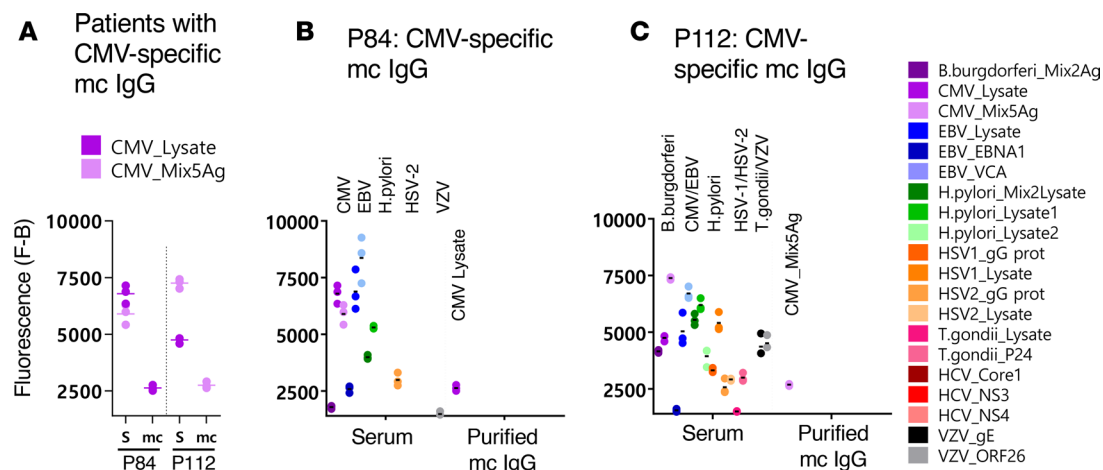 A
Patients with
CMV-specific
mc IgG
CMV_Lysate
CMV_Mix5Ag
Fluorescence (F-B)
10000
7500
5000
2500
S mc S mc
P84 P112
B
P84: CMV-specific
mc IgG
CMV
EBV
H.pylori
HSV-2
VZV
CMV Lysate
10000
7500
5000
2500
Serum
Purified
mc IgG
C
P112: CMV-
specific mc IgG
B.burgdorferi
CMV/EBV
H.pylori
HSV-1/HSV-2
T.gondii/VZV
CMV_Mix5Ag
10000
7500
5000
2500
Serum
Purified
mc IgG
B.burgdorferi_Mix2Ag
CMV_Lysate
CMV_Mix5Ag
EBV_Lysate
EBV_EBNA1
EBV_VCA
H.pylori_Mix2Lysate
H.pylori_Lysate1
H.pylori_Lysate2
HSV1_gG prot
HSV1_Lysate
HSV2_gG prot
HSV2_Lysate
T.gondii_Lysate
T.gondii_P24
HCV_Core1
HCV_NS3
HCV_NS4
VZV_gE
VZV_ORF26